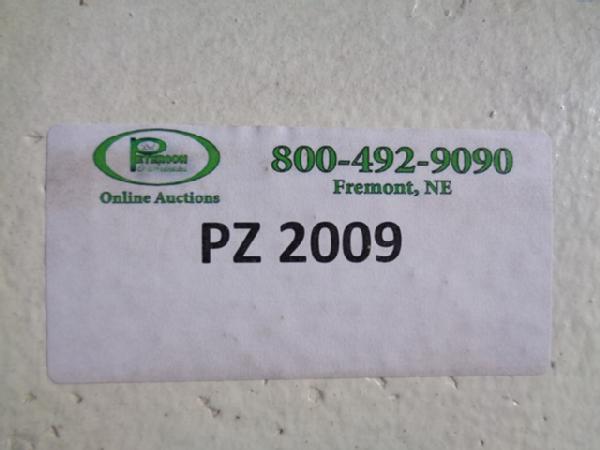 800-492-9090
Fremont, NE
Online Auctions
PZ 2009